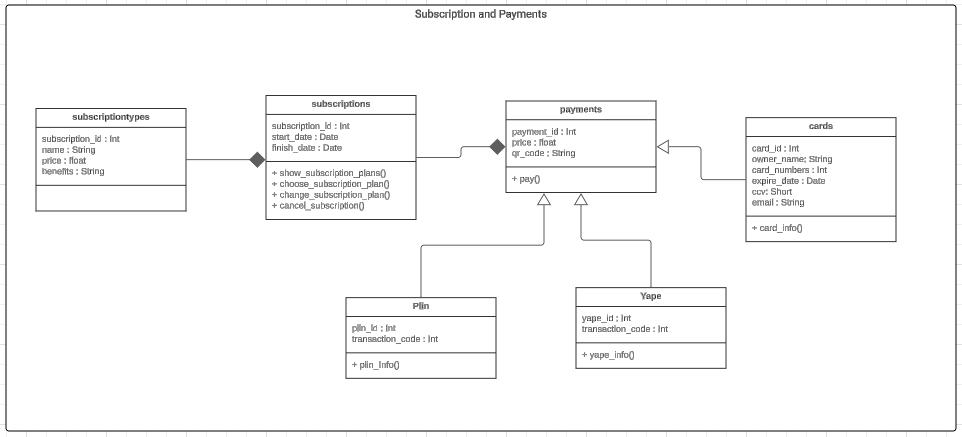 Subscription and Payments
subscriptiontypes
subscription_id : Int
name : String
price : float
benefits : String
subscriptions
subscription_id : Int
start_date : Date
finish_date : Date
+ show_subscription_plans()
+ choose_subscription_plan()
+ change_subscription_plan()
+ cancel_subscription()
payments
payment_id : Int
price : float
qr_code : String
+ pay()
cards
card_id : Int
owner_name: String
card_numbers : Int
expire_date : Date
ccv: Short
email : String
+ card_info()
Plin
plin_id : Int
transaction_code : Int
+ plin_info()
Yape
yape_id : Int
transaction_code : Int
+ yape_info()